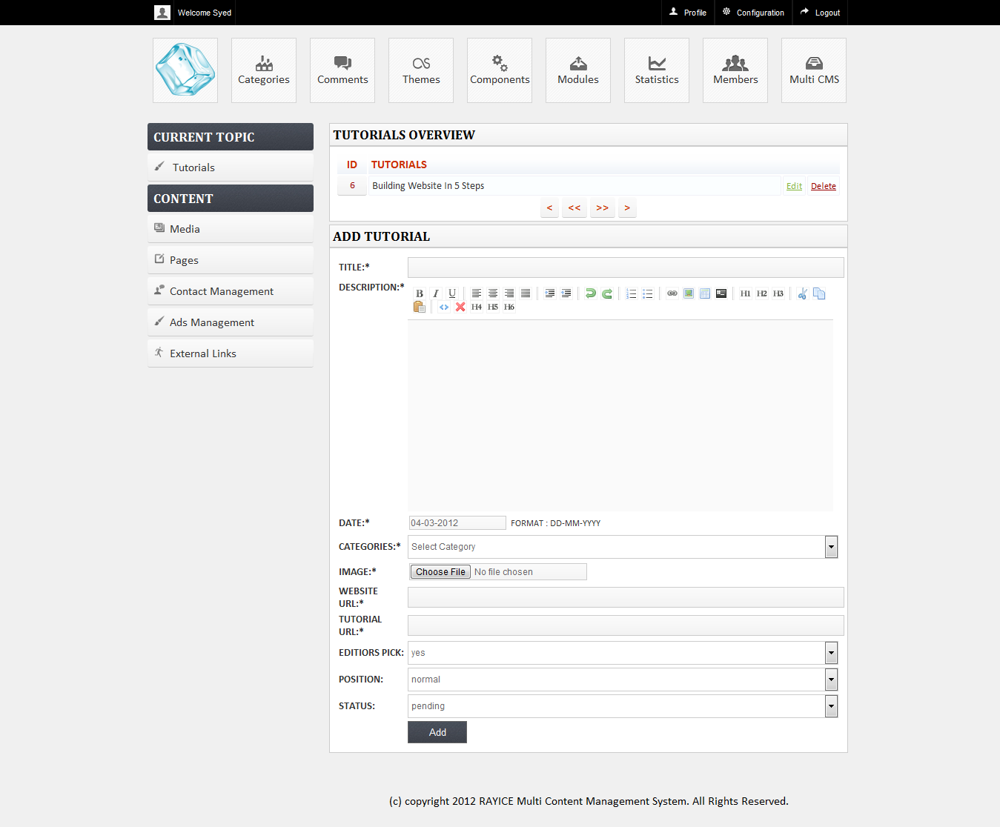 Welcome Syed
Profile
Configuration
Logout
Categories
Comments
Themes
Components
Modules
Statistics
Members
Multi CMS
CURRENT TOPIC
Tutorials
CONTENT
Media
Pages
Contact Management
Ads Management
External Links
TUTORIALS OVERVIEW
ID TUTORIALS
6 Building Website In 5 Steps Edit Delete
< << >> >
ADD TUTORIAL
TITLE:*
DESCRIPTION:*
B I U H1 H2 H3
H4 H5 H6
DATE:* 04-03-2012 FORMAT : DD-MM-YYYY
CATEGORIES:* Select Category
IMAGE:* Choose File No file chosen
WEBSITE
URL:*
TUTORIAL
URL:*
EDITIORS PICK: yes
POSITION: normal
STATUS: pending
Add
(c) copyright 2012 RAYICE Multi Content Management System. All Rights Reserved.